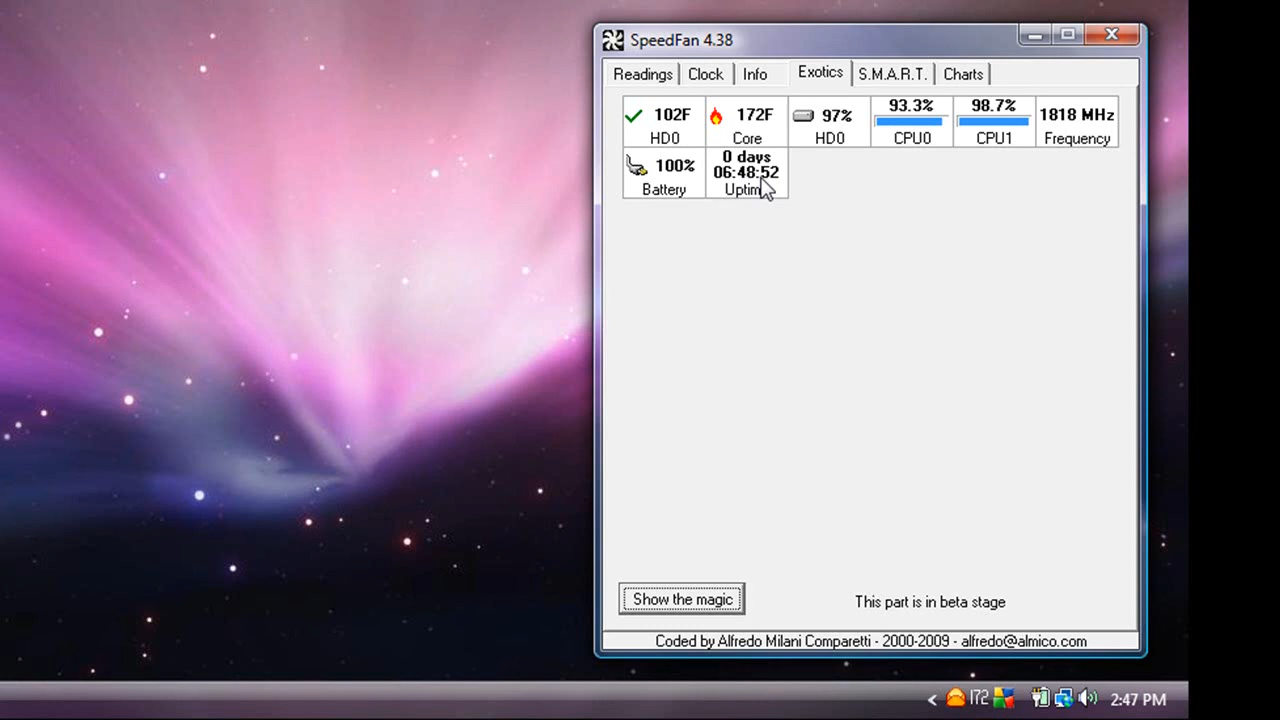 SpeedFan 4.38
Readings Clock Info Exotics S.M.A.R.T. Charts
102F 172F 97% 93.3% 98.7% 1818 MHz
HD0 Core HD0 CPU0 CPU1 Frequency
100% 0 days
06:48:52
Battery
Show the magic This part is in beta stage
Coded by Alfredo Milani Comparetti - 2000-2009 - alfredo@almico.com
< 172 2:47 PM